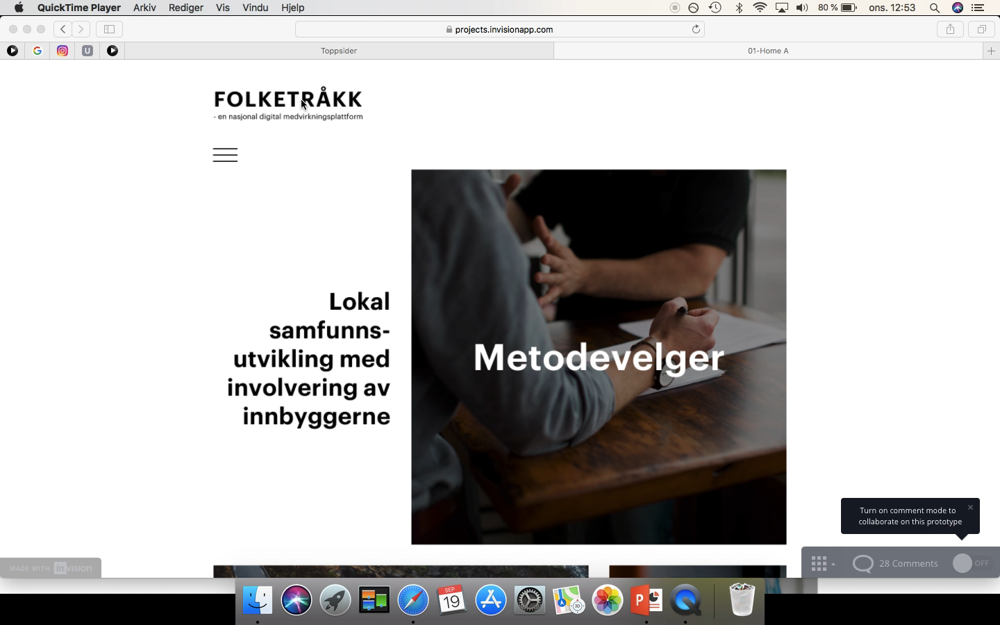 QuickTime Player Arkiv Rediger Vis Vindu Hjelp 80 % ons. 12:53
projects.invisionapp.com
G U Toppsider 01-Home A
FOLKETRÅKK
- en nasjonal digital medvirkningsplattform
Lokal
samfunns-
utvikling med
involvering av
innbyggerne
Metodevelger
Turn on comment mode to
collaborate on this prototype
MADE WITH invision
28 Comments OFF
SEP
19
3D
P